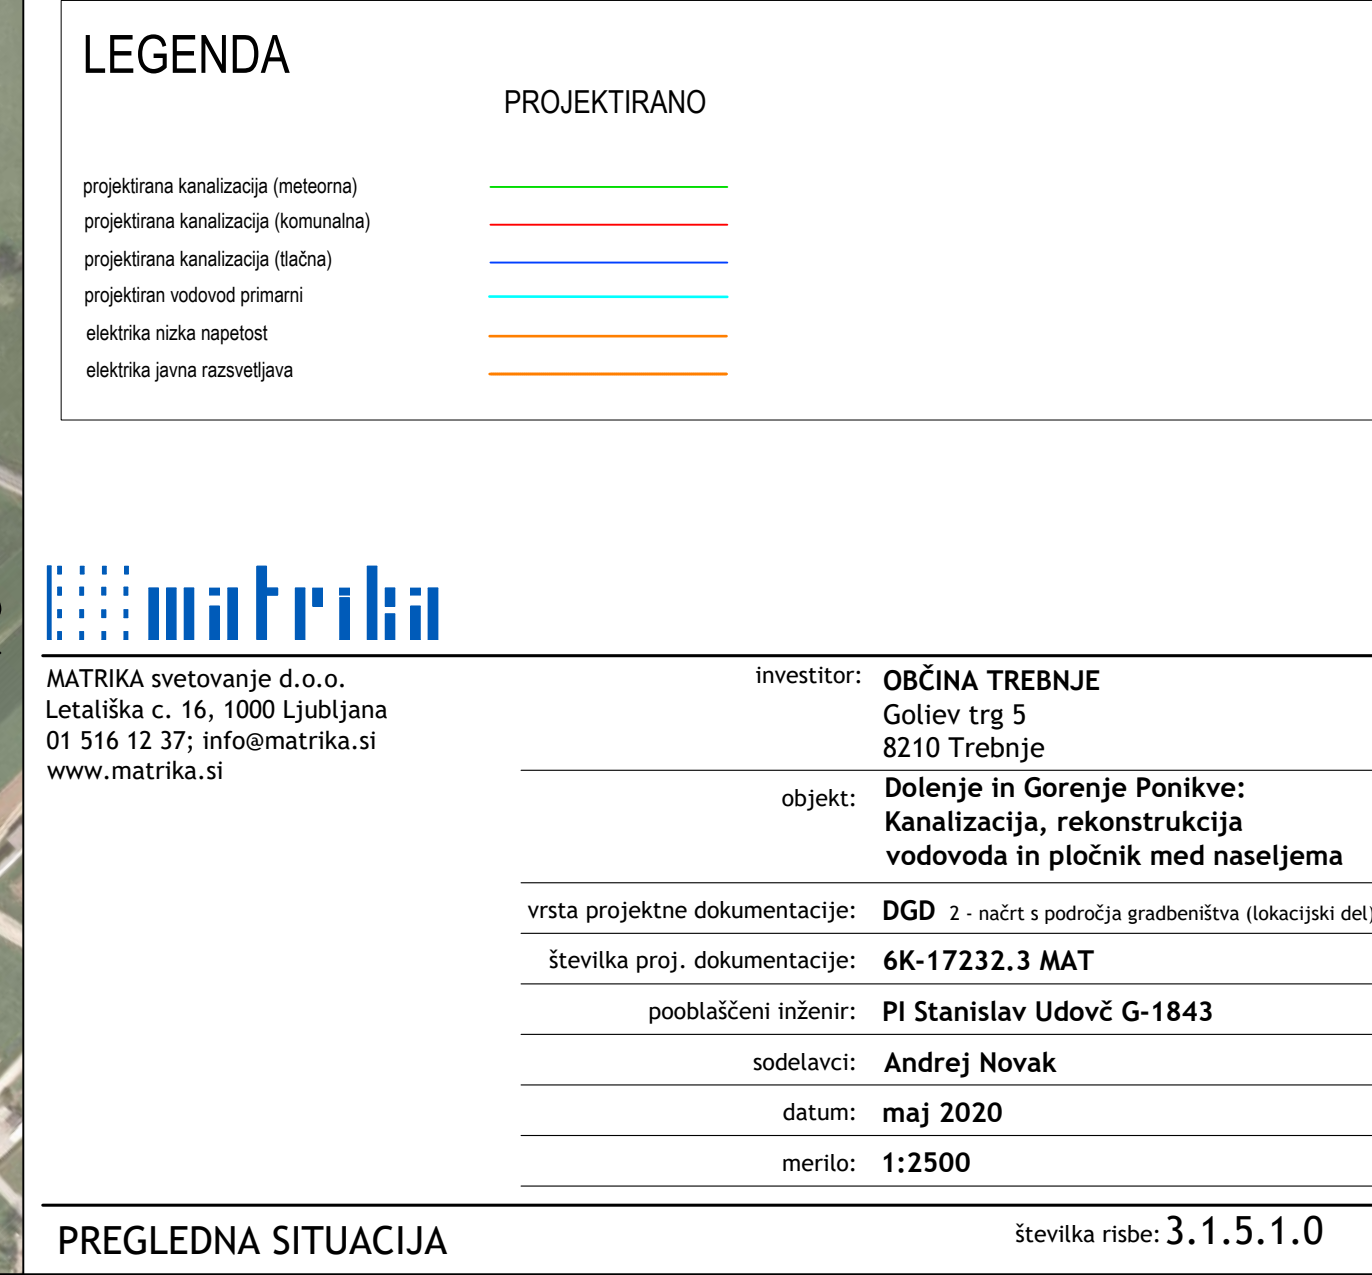 LEGENDA
PROJEKTIRANO
projektirana kanalizacija (meteorna)
projektirana kanalizacija (komunalna)
projektirana kanalizacija (tlačna)
projektiran vodovod primarni
elektrika nizka napetost
elektrika javna razsvetljava
matrika
MATRIKA svetovanje d.o.o.
Letališka c. 16, 1000 Ljubljana
01 516 12 37; info@matrika.si
www.matrika.si
investitor: OBČINA TREBNJE
Goliev trg 5
8210 Trebnje
objekt: Dolenje in Gorenje Ponikve:
Kanalizacija, rekonstrukcija
vodovoda in pločnik med naseljema
vrsta projektne dokumentacije: DGD 2 - načrt s področja gradbeništva (lokacijski del)
številka proj. dokumentacije: 6K-17232.3 MAT
pooblaščeni inženir: PI Stanislav Udovč G-1843
sodelavci: Andrej Novak
datum: maj 2020
merilo: 1:2500
PREGLEDNA SITUACIJA
številka risbe: 3.1.5.1.0